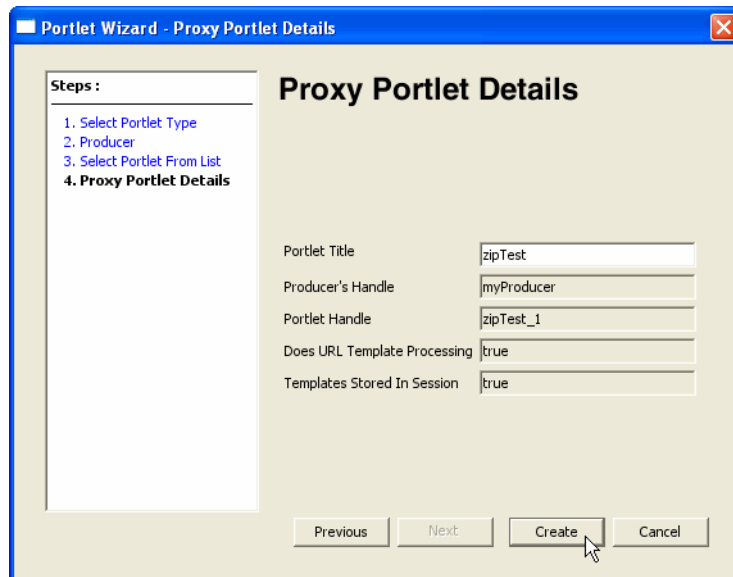 Portlet Wizard - Proxy Portlet Details
Steps :
1. Select Portlet Type
2. Producer
3. Select Portlet From List
4. Proxy Portlet Details
Proxy Portlet Details
Portlet Title zipTest
Producer's Handle myProducer
Portlet Handle zipTest_1
Does URL Template Processing true
Templates Stored In Session true
Previous Next Create Cancel